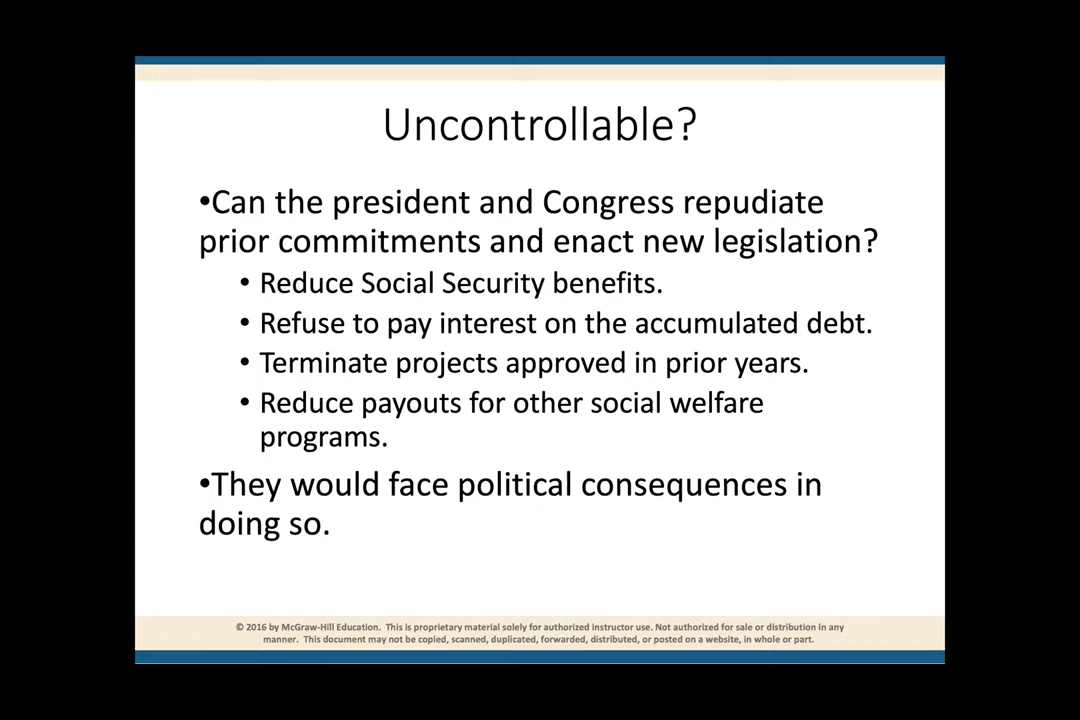 Uncontrollable?
•Can the president and Congress repudiate
prior commitments and enact new legislation?
• Reduce Social Security benefits.
• Refuse to pay interest on the accumulated debt.
• Terminate projects approved in prior years.
• Reduce payouts for other social welfare
programs.
•They would face political consequences in
doing so.
© 2016 by McGraw-Hill Education.  This is proprietary material solely for authorized instructor use. Not authorized for sale or distribution in any
manner.  This document may not be copied, scanned, duplicated, forwarded, distributed, or posted on a website, in whole or part.